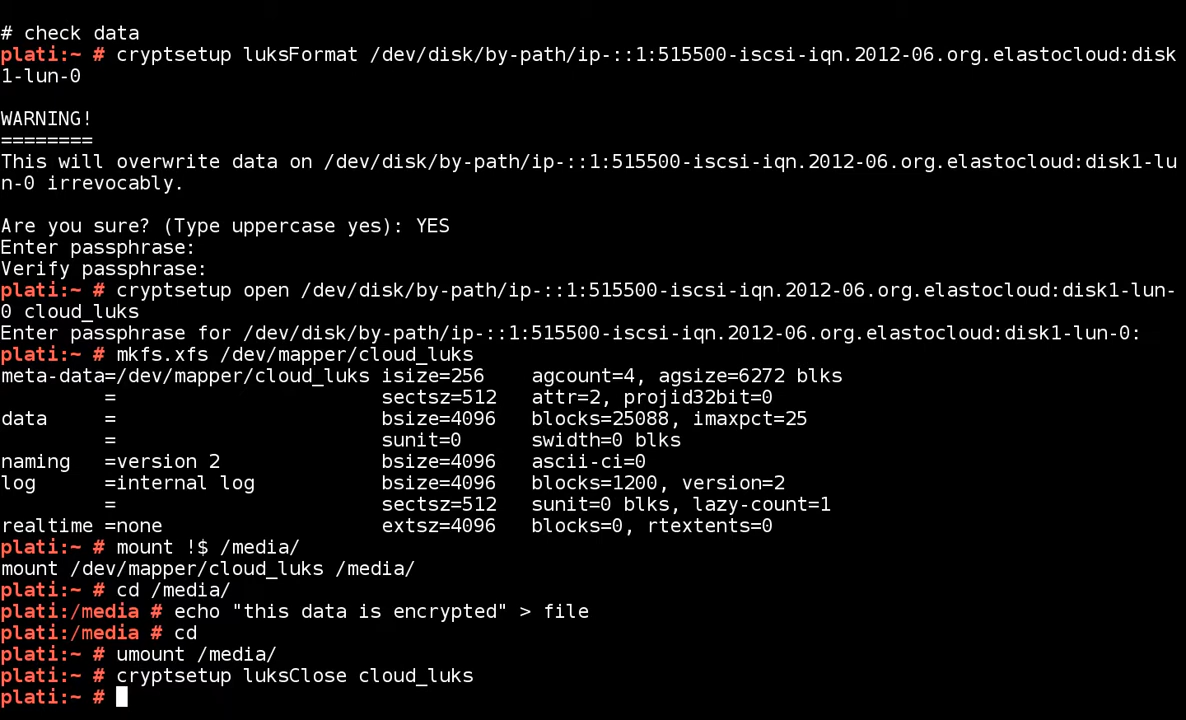 # check data
plati:~ # cryptsetup luksFormat /dev/disk/by-path/ip-::1:515500-iscsi-iqn.2012-06.org.elastocloud:disk
1-lun-0
WARNING!
========
This will overwrite data on /dev/disk/by-path/ip-::1:515500-iscsi-iqn.2012-06.org.elastocloud:disk1-lu
n-0 irrevocably.
Are you sure? (Type uppercase yes): YES
Enter passphrase:
Verify passphrase:
plati:~ # cryptsetup open /dev/disk/by-path/ip-::1:515500-iscsi-iqn.2012-06.org.elastocloud:disk1-lun-
0 cloud_luks
Enter passphrase for /dev/disk/by-path/ip-::1:515500-iscsi-iqn.2012-06.org.elastocloud:disk1-lun-0:
plati:~ # mkfs.xfs /dev/mapper/cloud_luks
meta-data=/dev/mapper/cloud_luks isize=256    agcount=4, agsize=6272 blks
         =                       sectsz=512   attr=2, projid32bit=0
data     =                       bsize=4096   blocks=25088, imaxpct=25
         =                       sunit=0      swidth=0 blks
naming   =version 2              bsize=4096   ascii-ci=0
log      =internal log           bsize=4096   blocks=1200, version=2
         =                       sectsz=512   sunit=0 blks, lazy-count=1
realtime =none                   extsz=4096   blocks=0, rtextents=0
plati:~ # mount !$ /media/
mount /dev/mapper/cloud_luks /media/
plati:~ # cd /media/
plati:/media # echo "this data is encrypted" > file
plati:/media # cd
plati:~ # umount /media/
plati:~ # cryptsetup luksClose cloud_luks
plati:~ #